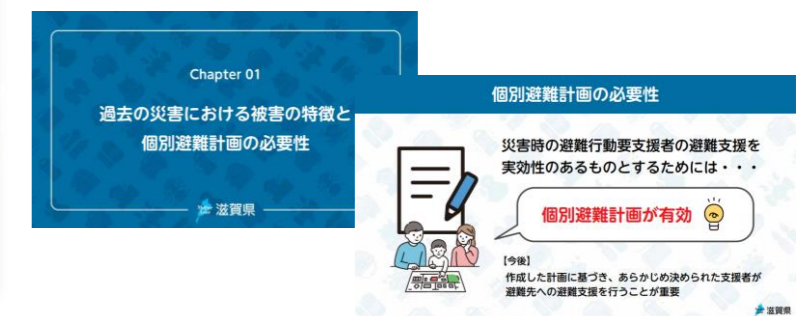 Chapter 01
過去の災害における被害の特徴と
個別避難計画の必要性
滋賀県
個別避難計画の必要性
災害時の避難行動要支援者の避難支援を
実効性のあるものとするためには・・・
個別避難計画が有効
【今後】
作成した計画に基づき、あらかじめ決められた支援者が
避難先への避難支援を行うことが重要
滋賀県